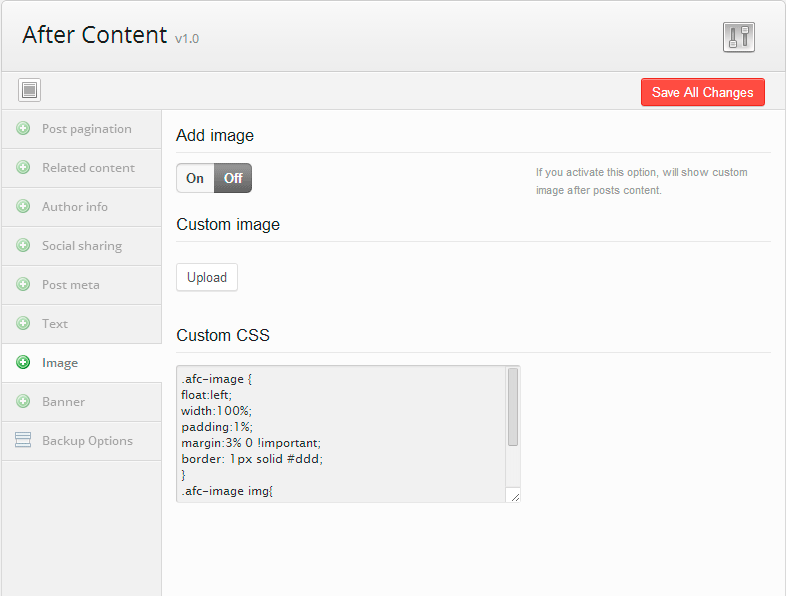 After Content v1.0
Save All Changes
Post pagination
Related content
Author info
Social sharing
Post meta
Text
Image
Banner
Backup Options
Add image
On Off
If you activate this option, will show custom
image after posts content.
Custom image
Upload
Custom CSS
.afc-image {
float:left;
width:100%;
padding:1%;
margin:3% 0 !important;
border: 1px solid #ddd;
}
.afc-image img{